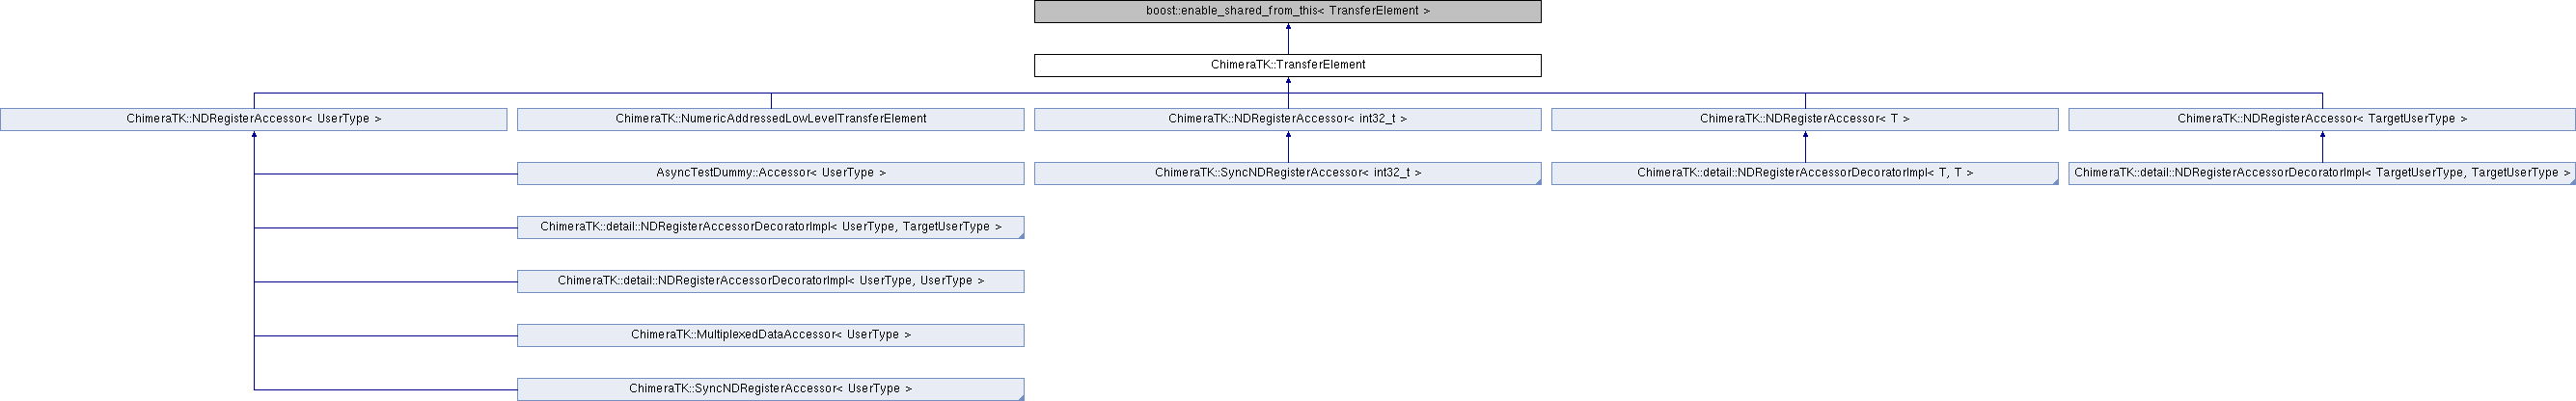 boost::enable_shared_from_this< TransferElement >
ChimeraTK::TransferElement
ChimeraTK::NDRegisterAccessor< UserType >
ChimeraTK::NumericAddressedLowLevelTransferElement
ChimeraTK::NDRegisterAccessor< int32_t >
ChimeraTK::NDRegisterAccessor< T >
ChimeraTK::NDRegisterAccessor< TargetUserType >
AsyncTestDummy::Accessor< UserType >
ChimeraTK::SyncNDRegisterAccessor< int32_t >
ChimeraTK::detail::NDRegisterAccessorDecoratorImpl< T, T >
ChimeraTK::detail::NDRegisterAccessorDecoratorImpl< TargetUserType, TargetUserType >
ChimeraTK::detail::NDRegisterAccessorDecoratorImpl< UserType, TargetUserType >
ChimeraTK::detail::NDRegisterAccessorDecoratorImpl< UserType, UserType >
ChimeraTK::MultiplexedDataAccessor< UserType >
ChimeraTK::SyncNDRegisterAccessor< UserType >